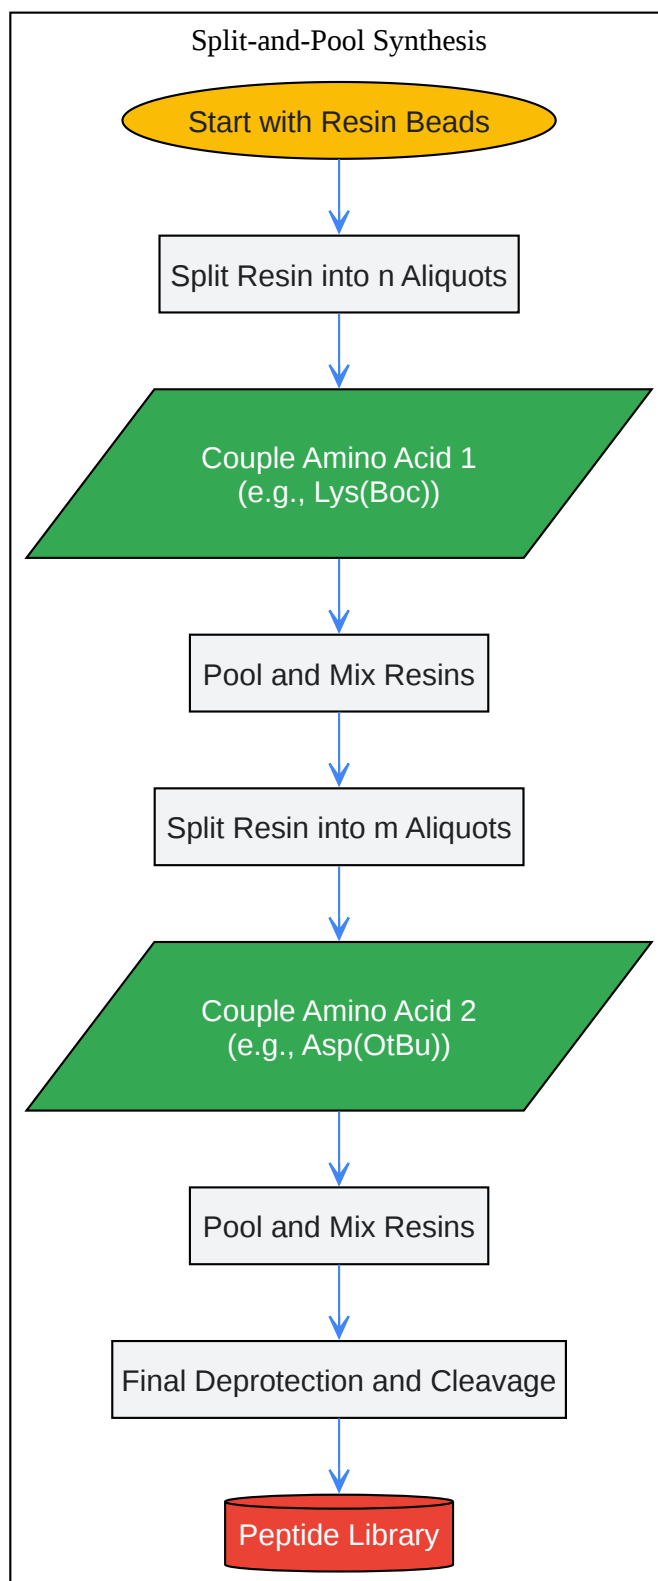 Split-and-Pool Synthesis
Start with Resin Beads
Split Resin into n Aliquots
Couple Amino Acid 1
(e.g., Lys(Boc))
Pool and Mix Resins
Split Resin into m Aliquots
Couple Amino Acid 2
(e.g., Asp(OtBu))
Pool and Mix Resins
Final Deprotection and Cleavage
Peptide Library